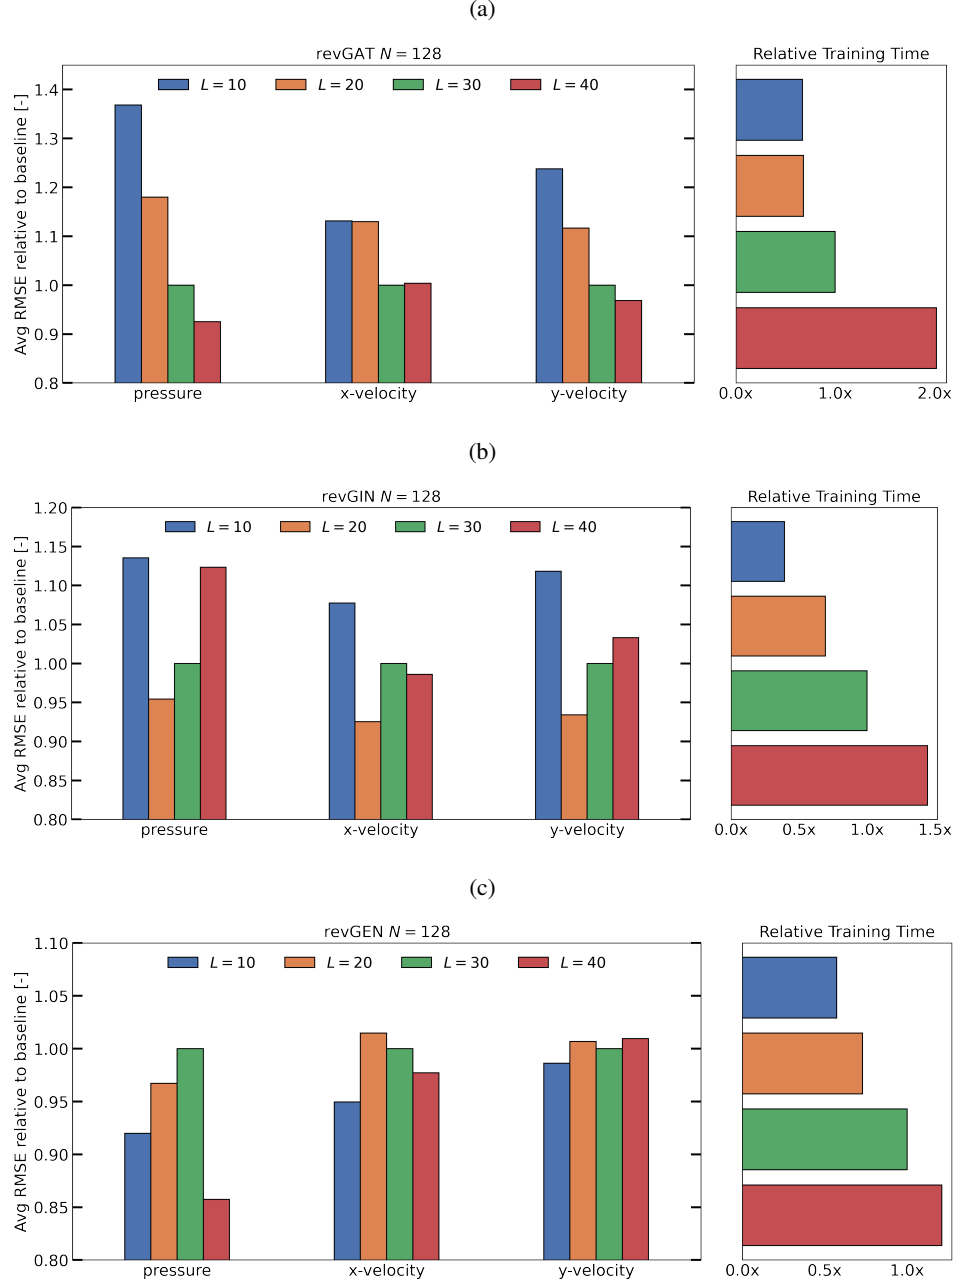 (a)
revGAT N = 128
Relative Training Time
L = 10 L = 20 L = 30 L = 40
Avg RMSE relative to baseline [-]
1.4
1.3
1.2
1.1
1.0
0.9
0.8
pressure x-velocity y-velocity
0.0x 1.0x 2.0x
(b)
revGIN N = 128
Relative Training Time
L = 10 L = 20 L = 30 L = 40
Avg RMSE relative to baseline [-]
1.20
1.15
1.10
1.05
1.00
0.95
0.90
0.85
0.80
pressure x-velocity y-velocity
0.0x 0.5x 1.0x 1.5x
(c)
revGEN N = 128
Relative Training Time
L = 10 L = 20 L = 30 L = 40
Avg RMSE relative to baseline [-]
1.10
1.05
1.00
0.95
0.90
0.85
0.80
pressure x-velocity y-velocity
0.0x 0.5x 1.0x